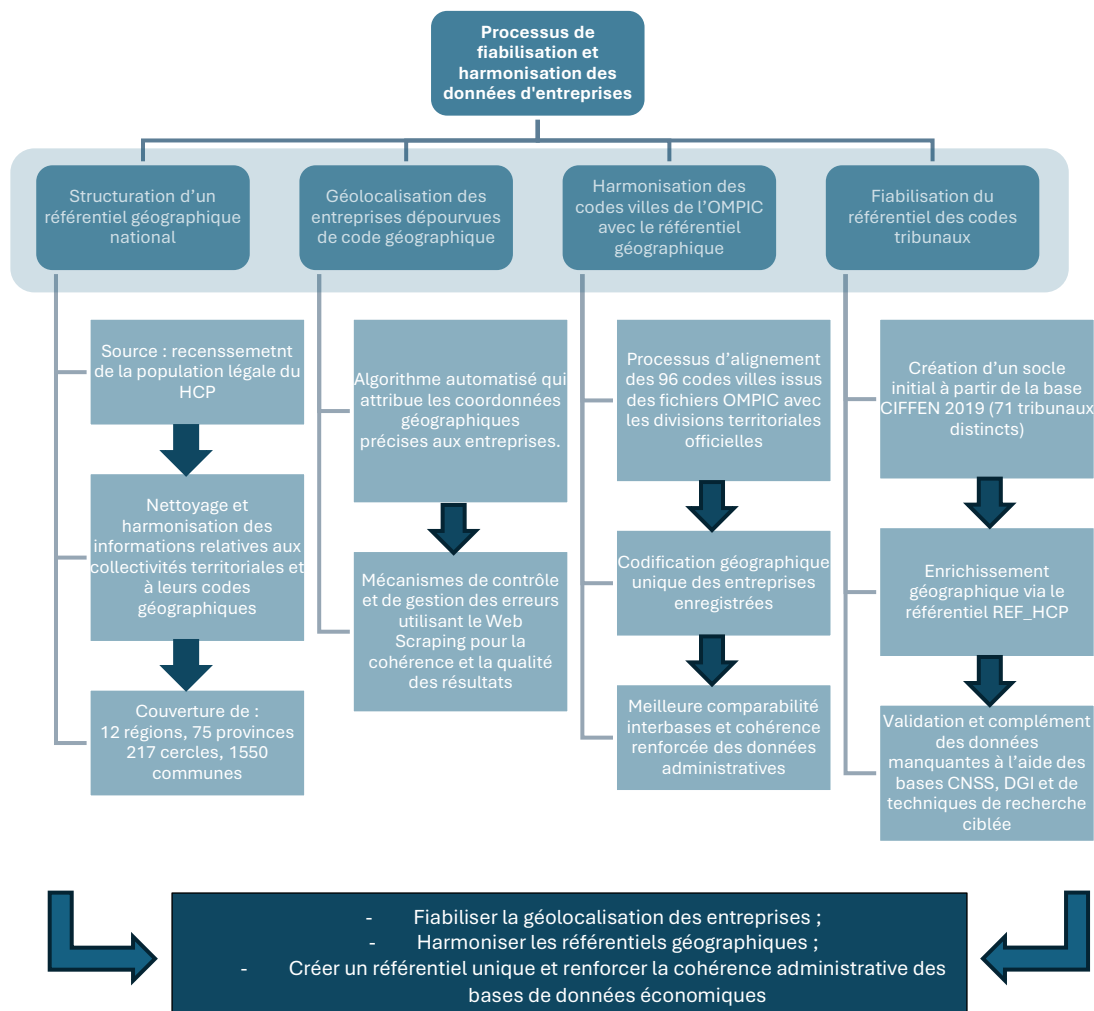 Processus de
fiabilisation et
harmonisation des
données d'entreprises
Structuration d’un
référentiel géographique
national
Géolocalisation des
entreprises dépourvues
de code géographique
Harmonisation des
codes villes de l’OMPIC
avec le référentiel
géographique
Fiabilisation du
référentiel des codes
tribunaux
Source : recenssemetnt
de la population légale du
HCP
Nettoyage et
harmonisation des
informations relatives aux
collectivités territoriales et
à leurs codes
géographiques
Couverture de :
12 régions, 75 provinces
217 cercles, 1550
communes
Algorithme automatisé qui
attribue les coordonnées
géographiques
précises aux entreprises.
Mécanismes de contrôle
et de gestion des erreurs
utilisant le Web
Scraping pour la
cohérence et la qualité
des résultats
Processus d’alignement
des 96 codes villes issus
des fichiers OMPIC avec
les divisions territoriales
officielles
Codification géographique
unique des entreprises
enregistrées
Meilleure comparabilité
interbases et cohérence
renforcée des données
administratives
Création d’un socle
initial à partir de la base
CIFFEN 2019 (71 tribunaux
distincts)
Enrichissement
géographique via le
référentiel REF_HCP
Validation et complément
des données
manquantes à l’aide des
bases CNSS, DGI et de
techniques de recherche
ciblée
- Fiabiliser la géolocalisation des entreprises ;
- Harmoniser les référentiels géographiques ;
- Créer un référentiel unique et renforcer la cohérence administrative des
bases de données économiques